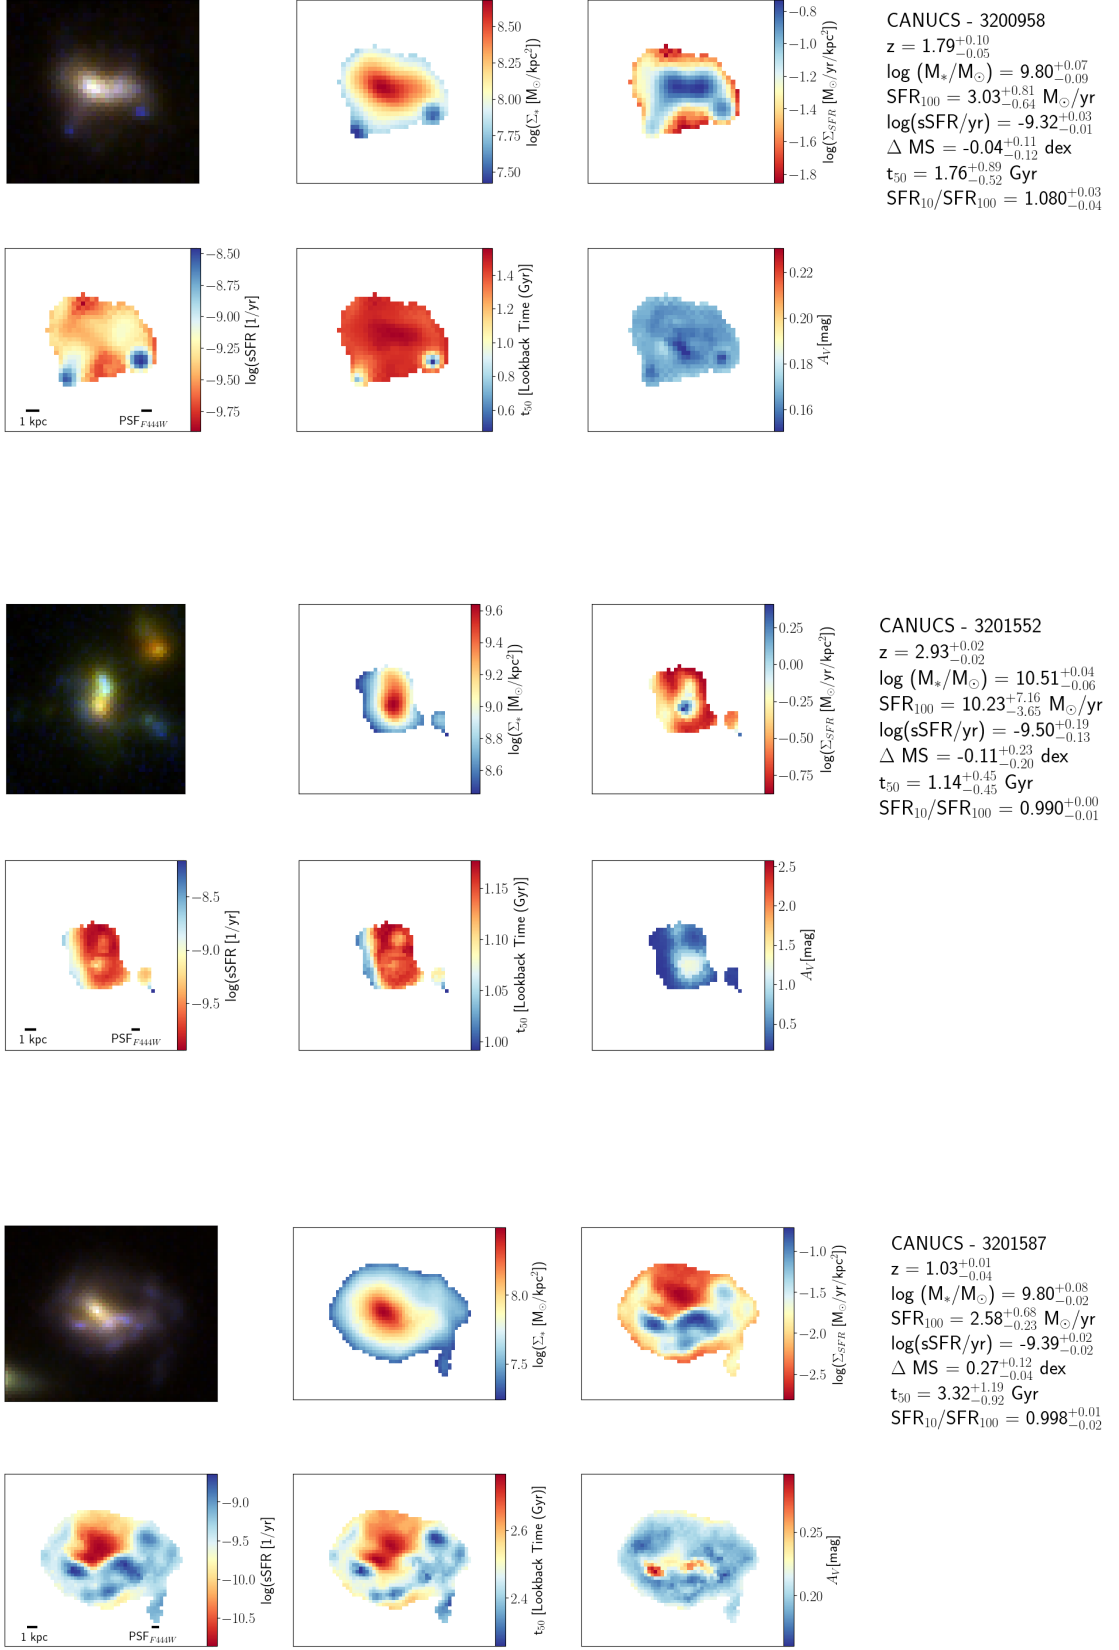 8.50
8.25
8.00
7.75
7.50
log(Σ* [M⊙/kpc²])
−0.8
−1.0
−1.2
−1.4
−1.6
−1.8
log(Σ_SFR [M⊙/yr/kpc²])
CANUCS - 3200958
z = 1.79^{+0.10}_{−0.05}
log (M*/M⊙) = 9.80^{+0.07}_{−0.09}
SFR₁₀₀ = 3.03^{+0.81}_{−0.64} M⊙/yr
log(sSFR/yr) = -9.32^{+0.03}_{−0.01}
Δ MS = -0.04^{+0.11}_{−0.12} dex
t₅₀ = 1.76^{+0.89}_{−0.52} Gyr
SFR₁₀/SFR₁₀₀ = 1.080^{+0.03}_{−0.04}
−8.50
−8.75
−9.00
−9.25
−9.50
−9.75
log(sSFR [1/yr]
1 kpc
PSF_F444W
1.4
1.2
1.0
0.8
0.6
t₅₀ [Lookback Time (Gyr)]
0.22
0.20
0.18
0.16
A_V[mag]
9.6
9.4
9.2
9.0
8.8
8.6
log(Σ* [M⊙/kpc²])
0.25
0.00
−0.25
−0.50
−0.75
log(Σ_SFR [M⊙/yr/kpc²])
CANUCS - 3201552
z = 2.93^{+0.02}_{−0.02}
log (M*/M⊙) = 10.51^{+0.04}_{−0.06}
SFR₁₀₀ = 10.23^{+7.16}_{−3.65} M⊙/yr
log(sSFR/yr) = -9.50^{+0.19}_{−0.13}
Δ MS = -0.11^{+0.23}_{−0.20} dex
t₅₀ = 1.14^{+0.45}_{−0.45} Gyr
SFR₁₀/SFR₁₀₀ = 0.990^{+0.00}_{−0.01}
−8.5
−9.0
−9.5
log(sSFR [1/yr]
1 kpc
PSF_F444W
1.15
1.10
1.05
1.00
t₅₀ [Lookback Time (Gyr)]
2.5
2.0
1.5
1.0
0.5
A_V[mag]
8.0
7.5
log(Σ* [M⊙/kpc²])
−1.0
−1.5
−2.0
−2.5
log(Σ_SFR [M⊙/yr/kpc²])
CANUCS - 3201587
z = 1.03^{+0.01}_{−0.04}
log (M*/M⊙) = 9.80^{+0.08}_{−0.02}
SFR₁₀₀ = 2.58^{+0.68}_{−0.23} M⊙/yr
log(sSFR/yr) = -9.39^{+0.02}_{−0.02}
Δ MS = 0.27^{+0.12}_{−0.04} dex
t₅₀ = 3.32^{+1.19}_{−0.92} Gyr
SFR₁₀/SFR₁₀₀ = 0.998^{+0.01}_{−0.02}
−9.0
−9.5
−10.0
−10.5
log(sSFR [1/yr]
1 kpc
PSF_F444W
2.6
2.4
t₅₀ [Lookback Time (Gyr)]
0.25
0.20
A_V[mag]